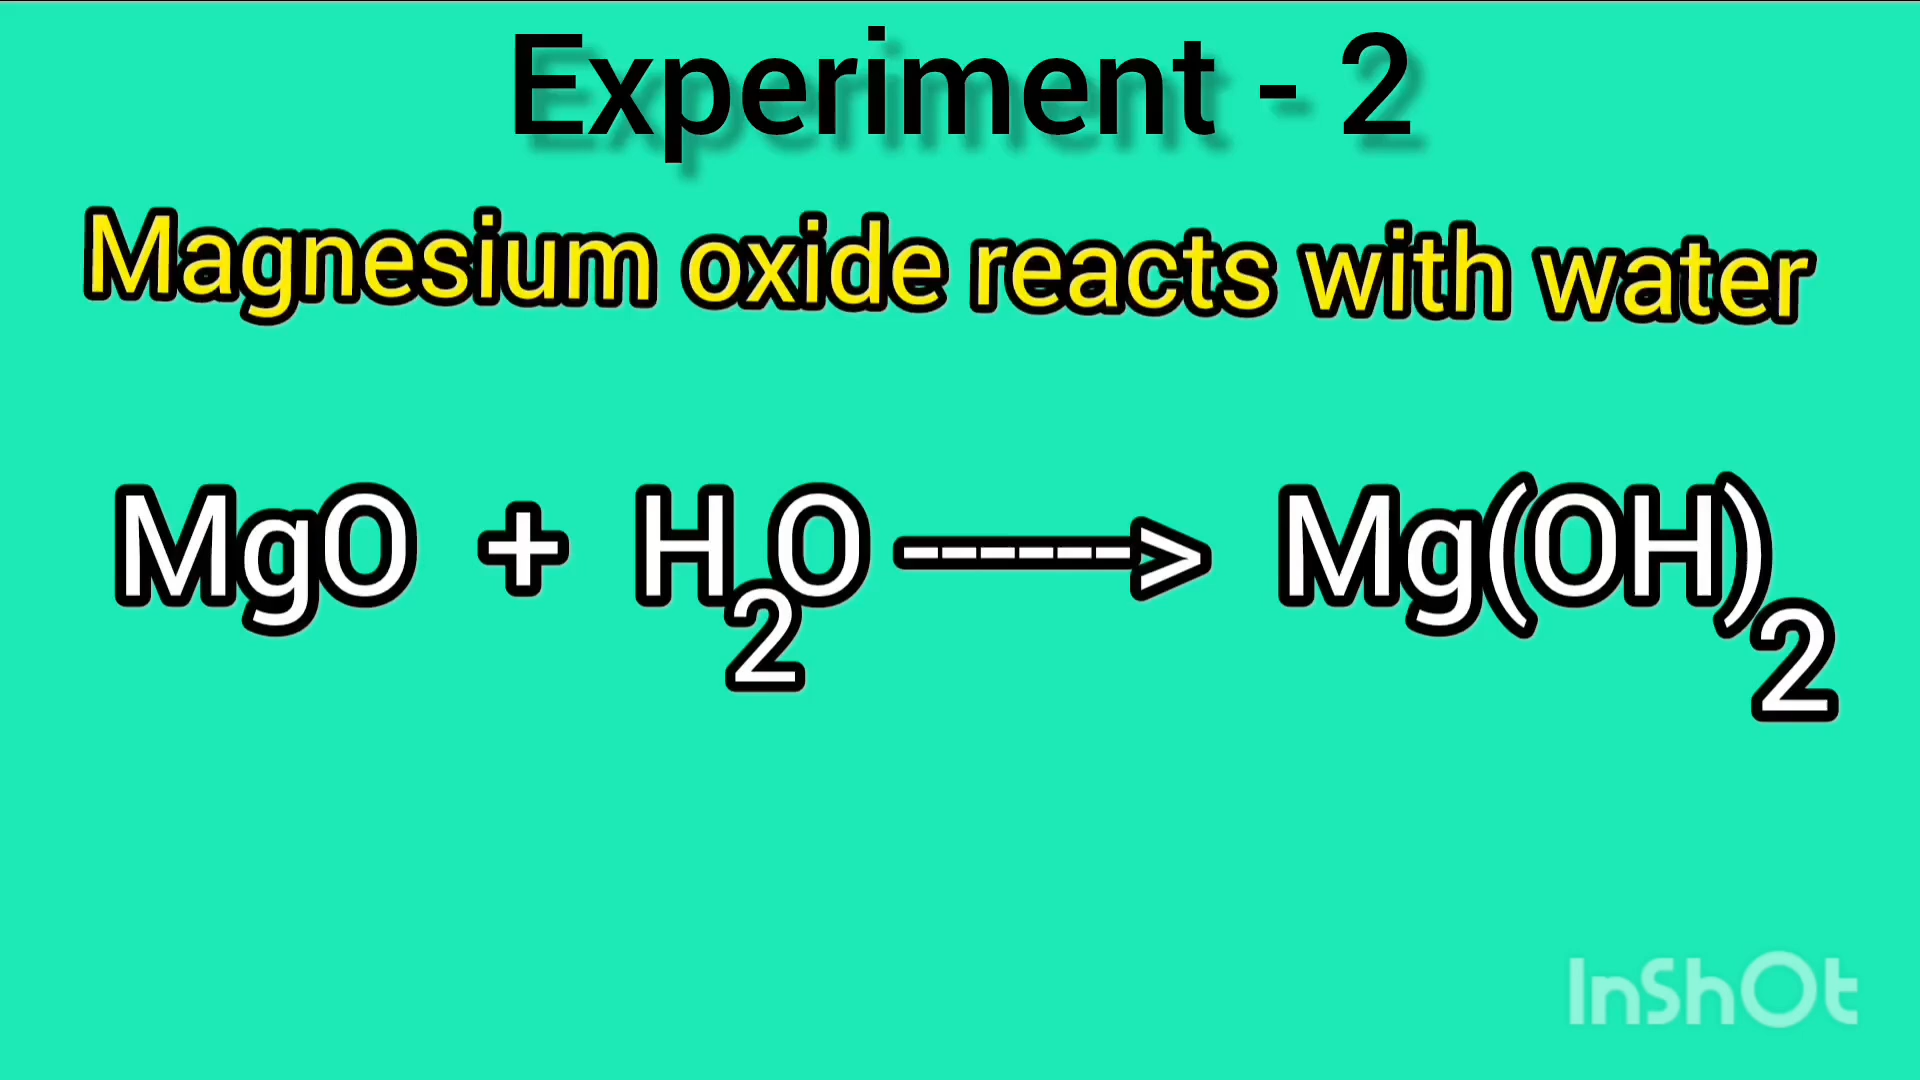 Experiment - 2
Magnesium oxide reacts with water
MgO + H2O ------> Mg(OH)2
InShOt